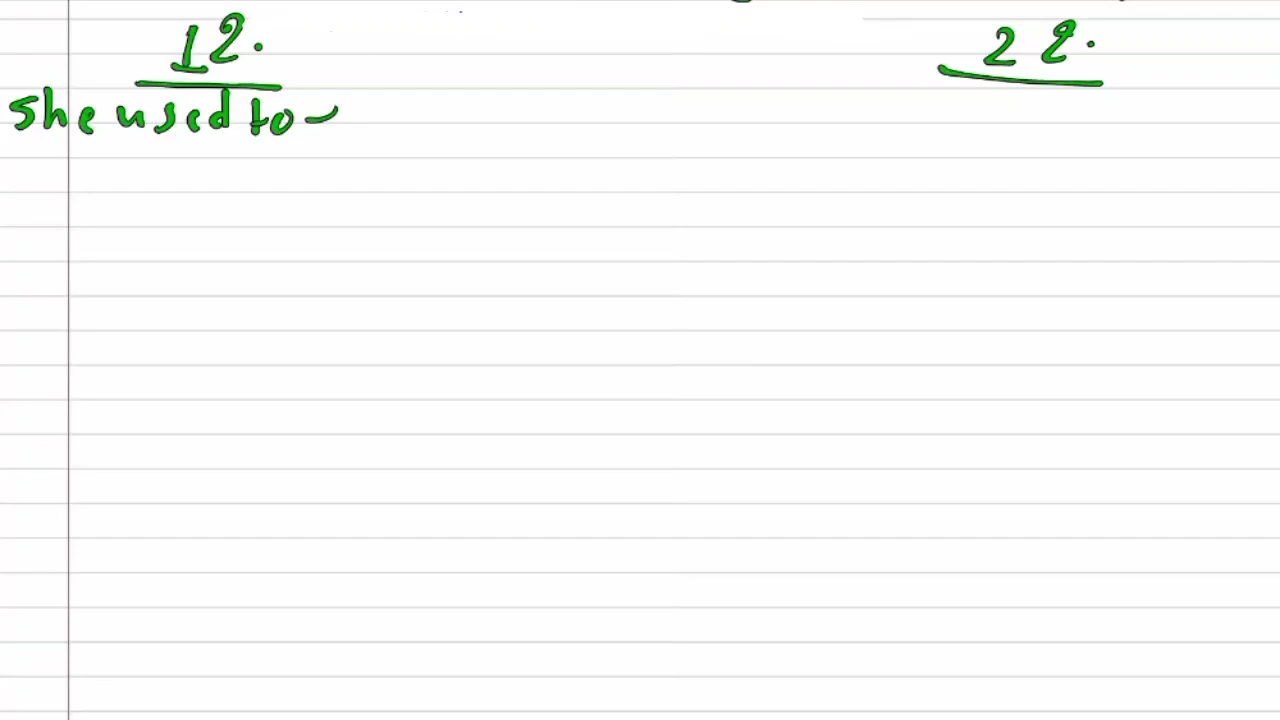 12. 22.
she used to -